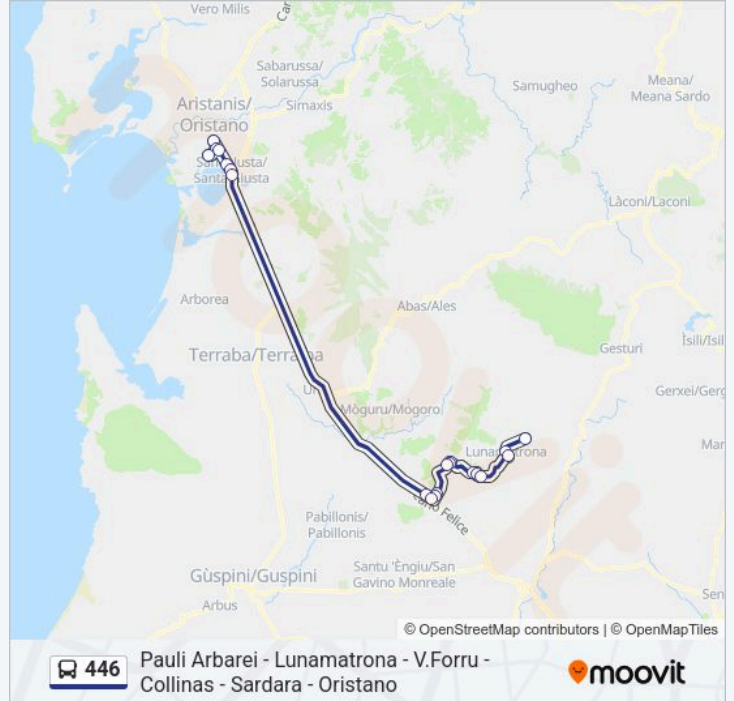 Vero Milis
Car
Sabarussa/
Solarussa
Samugheo
Meana/
Meana Sardo
Aristanis/
Oristano
Simaxis
Santa
Làconi/Laconi
Arborea
Abas/Ales
Terraba/Terralba
Gesturi
Ìsili/Isil
Mòguru/Mogoro
Gerxei/Gerg
Mar
Carlo Felice
Pabillonis/
Pabillonis
Gùspini/Guspini
Santu 'Èngiu/San
Gavino Monreale
Arbus
Sen
© OpenStreetMap contributors | © OpenMapTiles
446
Pauli Arbarei - Lunamatrona - V.Forru -
Collinas - Sardara - Oristano
moovit